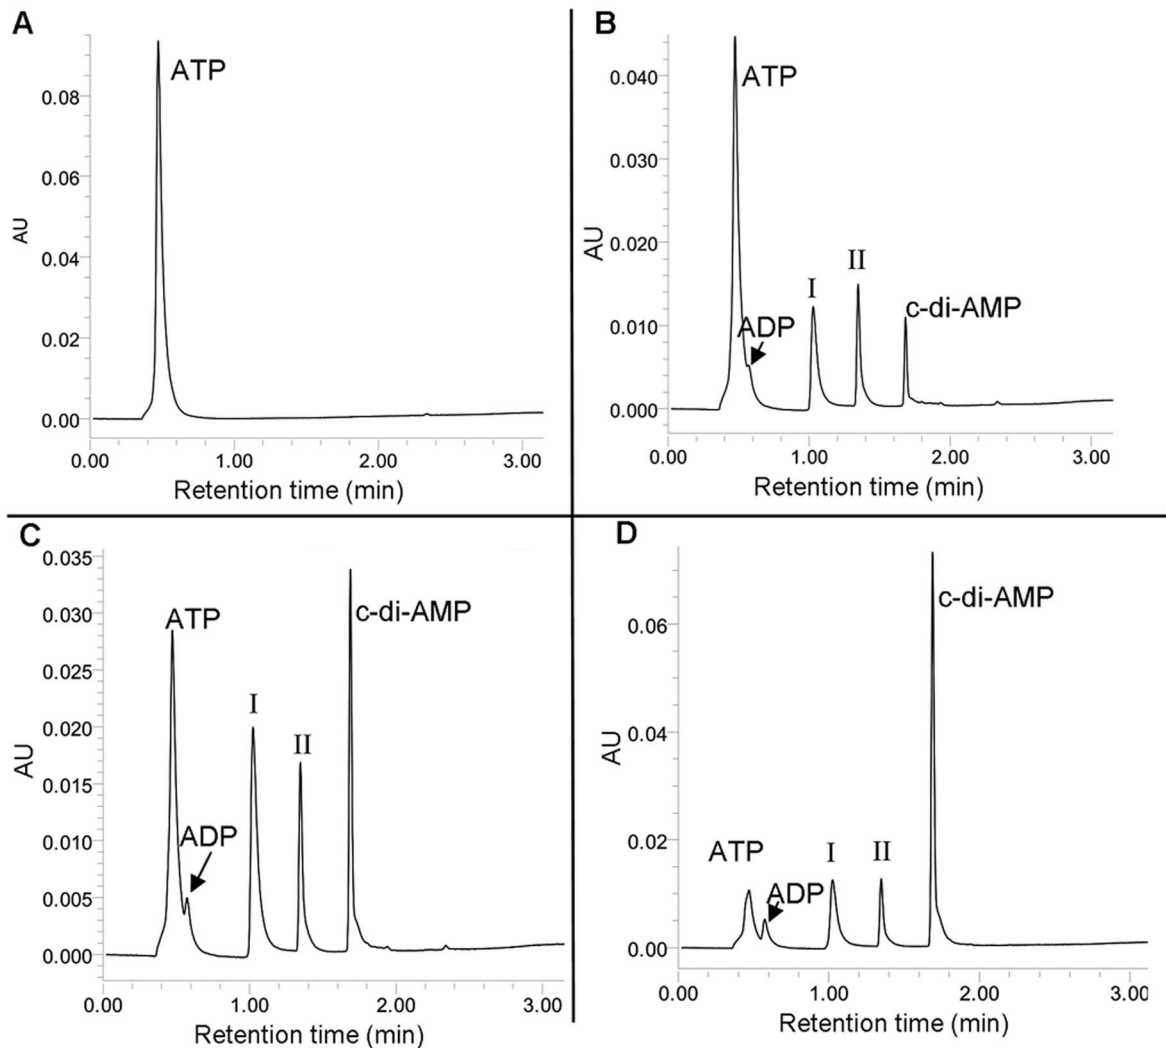 A
ATP
0.08
0.06
0.04
0.02
0.00
AU
0.00 1.00 2.00 3.00
Retention time (min)
B
ATP
0.040
0.030
0.020
0.010
0.000
AU
I
II
ADP
c-di-AMP
0.00 1.00 2.00 3.00
Retention time (min)
C
0.035
0.030
0.025
0.020
0.015
0.010
0.005
0.000
AU
ATP
c-di-AMP
I
II
ADP
0.00 1.00 2.00 3.00
Retention time (min)
D
c-di-AMP
0.06
0.04
0.02
0.00
AU
ATP
I
II
ADP
0.00 1.00 2.00 3.00
Retention time (min)